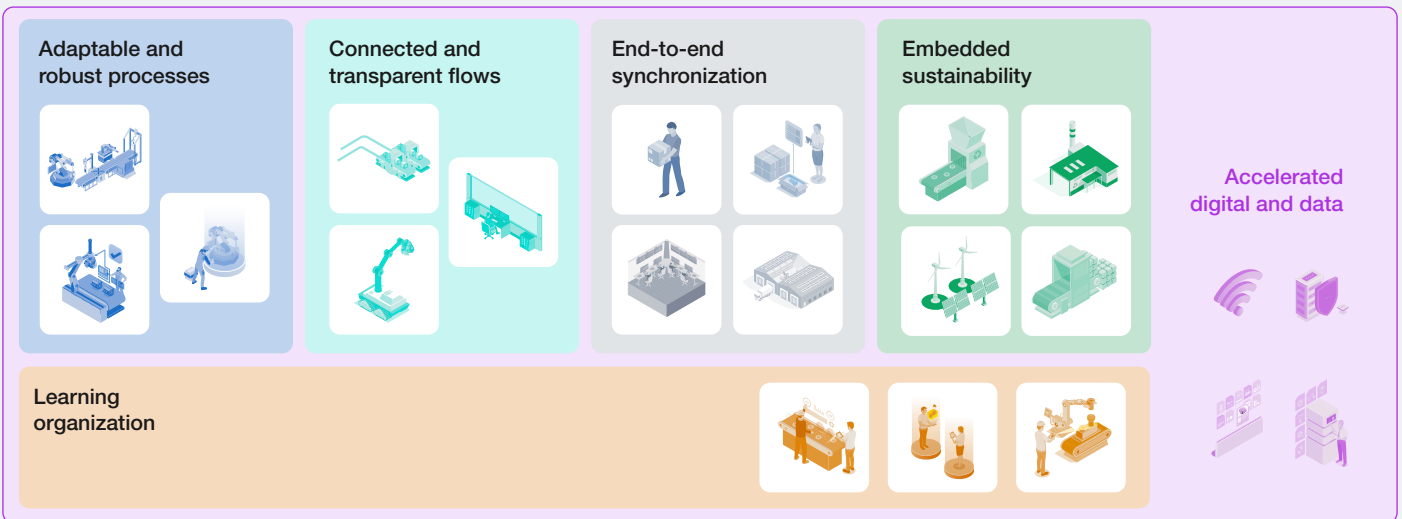 Adaptable and
robust processes
Connected and
transparent flows
End-to-end
synchronization
Embedded
sustainability
Accelerated
digital and data
Learning
organization